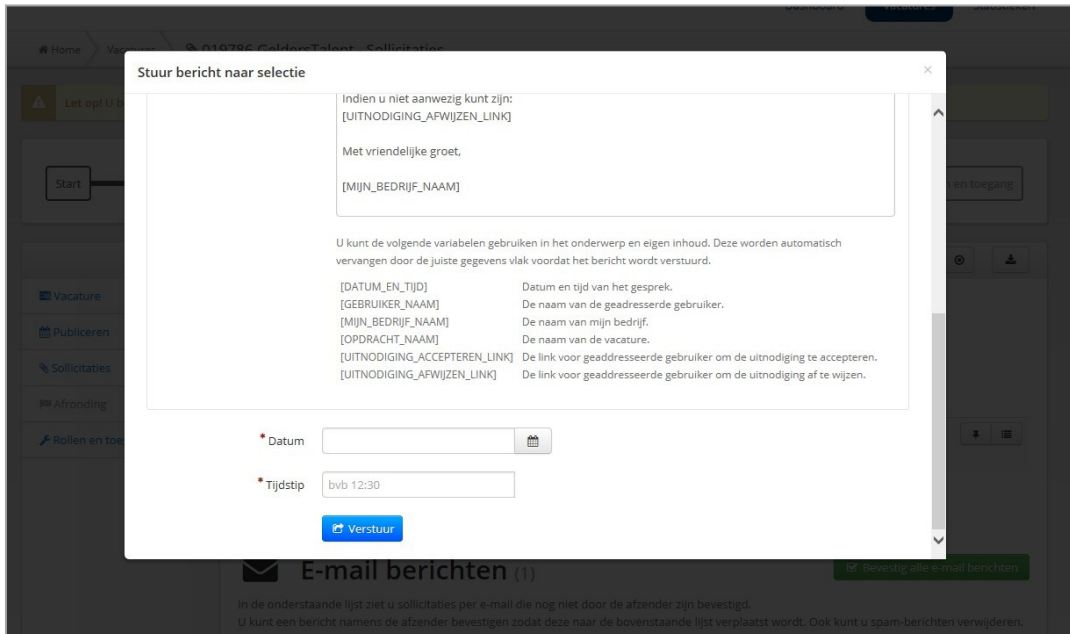 Dashboard Vacatures Statistieken
Home Vacatures 019786 GeldersTalent - Sollicitaties
Stuur bericht naar selectie ×
Let op! U b
Indien u niet aanwezig kunt zijn:
[UITNODIGING_AFWIJZEN_LINK]
Met vriendelijke groet,
[MIJN_BEDRIJF_NAAM]
Start
n en toegang
U kunt de volgende variabelen gebruiken in het onderwerp en eigen inhoud. Deze worden automatisch
vervangen door de juiste gegevens vlak voordat het bericht wordt verstuurd.
[DATUM_EN_TIJD] Datum en tijd van het gesprek.
[GEBRUIKER_NAAM] De naam van de geadresserde gebruiker.
[MIJN_BEDRIJF_NAAM] De naam van mijn bedrijf.
[OPDRACHT_NAAM] De naam van de vacature.
[UITNODIGING_ACCEPTEREN_LINK] De link voor geaddresseerde gebruiker om de uitnodiging te accepteren.
[UITNODIGING_AFWIJZEN_LINK] De link voor geaddresseerde gebruiker om de uitnodiging af te wijzen.
Vacature
Publiceren
Sollicitaties
Afronding
Rollen en toe
* Datum
* Tijdstip bvb 12:30
Verstuur
E-mail berichten (1)
Bevestig alle e-mail berichten
In de onderstaande lijst ziet u sollicitaties per e-mail die nog niet door de afzender zijn bevestigd.
U kunt een bericht namens de afzender bevestigen zodat deze naar de bovenstaande lijst verplaatst wordt. Ook kunt u spam-berichten verwijderen.